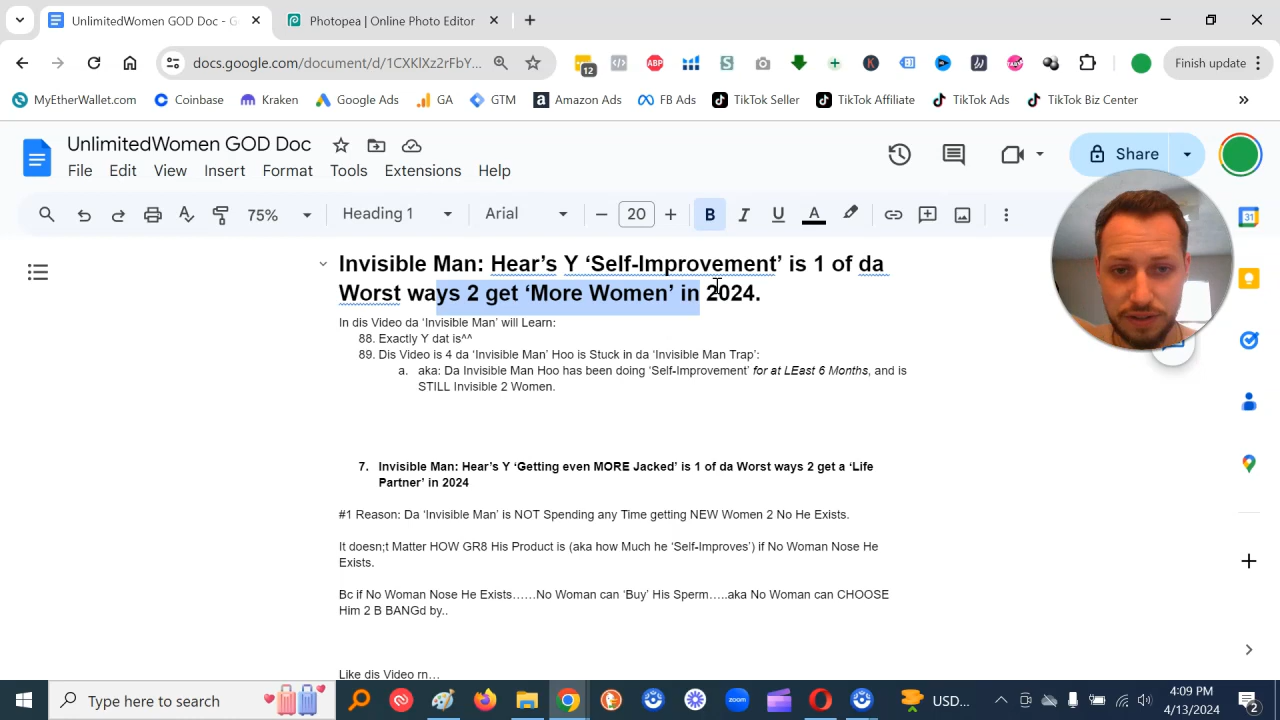 UnlimitedWomen GOD Doc - G
Photopea | Online Photo Editor
docs.google.com/document/d/1CXKlXz2rFbY...
12
ABP
Finish update
MyEtherWallet.com
Coinbase
Kraken
Google Ads
GA
GTM
Amazon Ads
FB Ads
TikTok Seller
TikTok Affiliate
TikTok Ads
TikTok Biz Center
UnlimitedWomen GOD Doc
Share
File Edit View Insert Format Tools Extensions Help
75%
Heading 1
Arial
20
B I U A
31
Invisible Man: Hear's Y 'Self-Improvement' is 1 of da
Worst ways 2 get 'More Women' in 2024.
In dis Video da 'Invisible Man' will Learn:
88. Exactly Y dat is^^
89. Dis Video is 4 da 'Invisible Man' Hoo is Stuck in da 'Invisible Man Trap':
a. aka: Da Invisible Man Hoo has been doing 'Self-Improvement' for at LEast 6 Months, and is
STILL Invisible 2 Women.
7. Invisible Man: Hear's Y 'Getting even MORE Jacked' is 1 of da Worst ways 2 get a 'Life
Partner' in 2024
#1 Reason: Da 'Invisible Man' is NOT Spending any Time getting NEW Women 2 No He Exists.
It doesn;t Matter HOW GR8 His Product is (aka how Much he 'Self-Improves') if No Woman Nose He
Exists.
Bc if No Woman Nose He Exists……No Woman can 'Buy' His Sperm…..aka No Woman can CHOOSE
Him 2 B BANGd by..
Like dis Video rn…
Type here to search
zoom
USD...
4:09 PM
4/13/2024
2